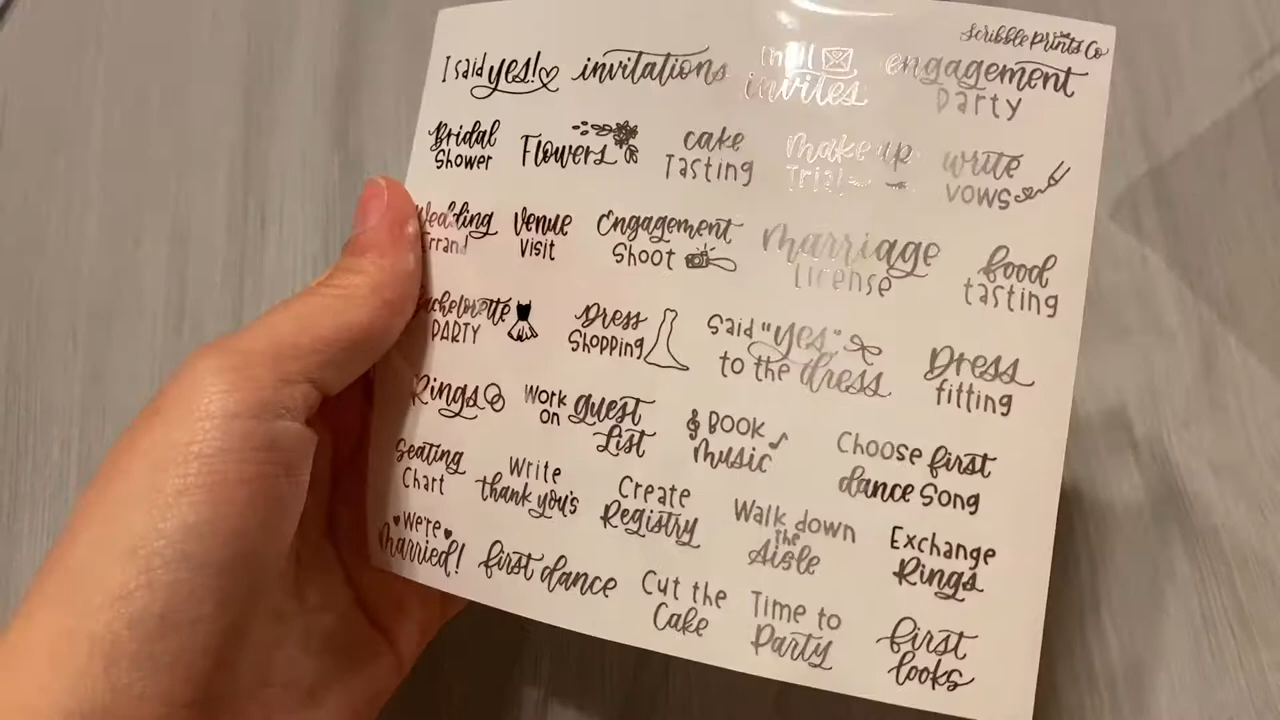 Scribble Prints Co
I said yes!
invitations
mail
invites
engagement
party
Bridal
Shower
Flowers
cake
Tasting
make up
Trial
write
vows
Wedding
Errand
Venue
Visit
Engagement
Shoot
marriage
License
food
tasting
Bachelorette
PARTY
Dress
Shopping
Said "yes"
to the dress
Dress
fitting
Rings
Work on guest
List
Book
Music
Choose first
dance Song
Seating
Chart
Write
thank you's
Create
Registry
Walk down
the
Aisle
Exchange
Rings
we're
Married!
first dance
Cut the
Cake
Time to
Party
first
looks